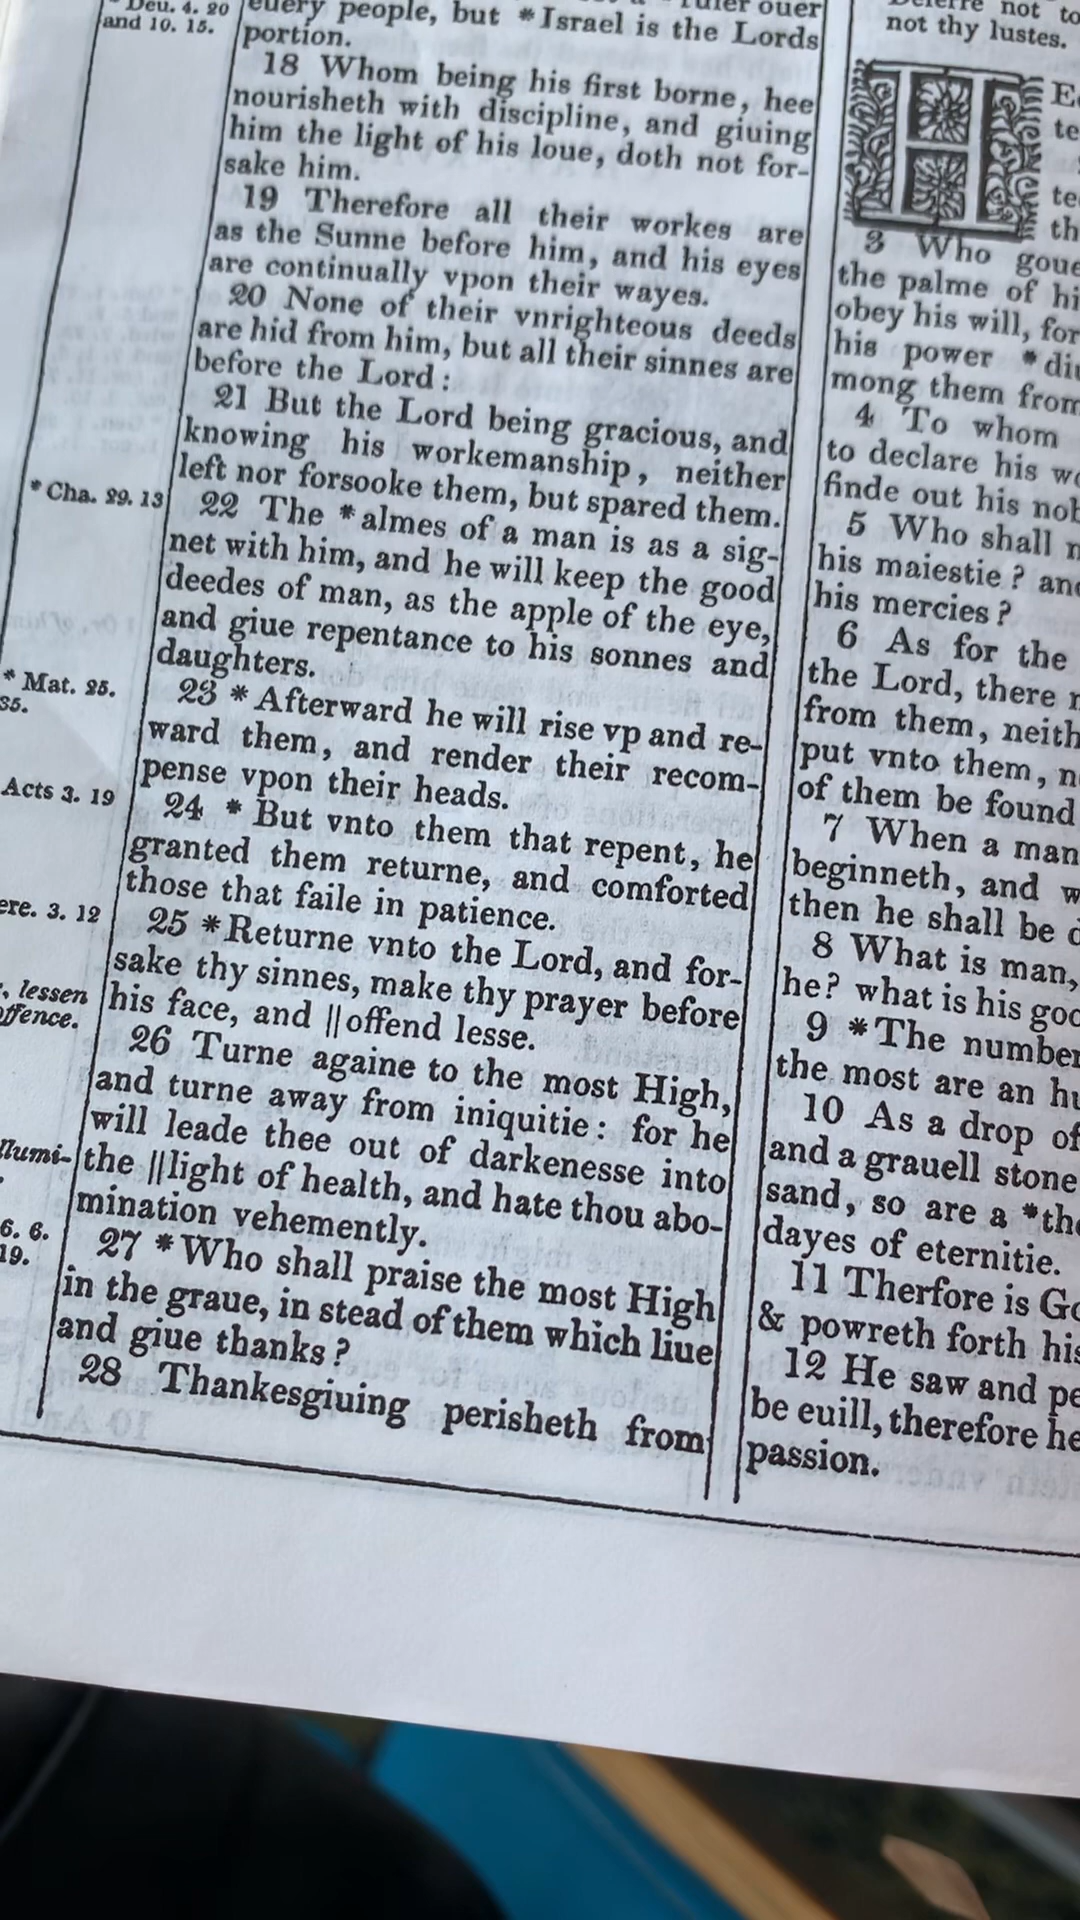 Deu. 4. 20
and 10. 15.
* Cha. 29. 13
* Mat. 25.
35.
Acts 3. 19
ere. 3. 12
, lessen
offence.
llumi-
6. 6.
19.
euery people, but * Israel is the Lords
portion.
18 Whom being his first borne, hee
nourisheth with discipline, and giuing
him the light of his loue, doth not for-
sake him.
19 Therefore all their workes are
as the Sunne before him, and his eyes
are continually vpon their wayes.
20 None of their vnrighteous deeds
are hid from him, but all their sinnes are
before the Lord :
21 But the Lord being gracious, and
knowing his workemanship, neither
left nor forsooke them, but spared them.
22 The * almes of a man is as a sig-
net with him, and he will keep the good
deedes of man, as the apple of the eye,
and giue repentance to his sonnes and
daughters.
23 * Afterward he will rise vp and re-
ward them, and render their recom-
pense vpon their heads.
24 * But vnto them that repent, he
granted them returne, and comforted
those that faile in patience.
25 * Returne vnto the Lord, and for-
sake thy sinnes, make thy prayer before
his face, and || offend lesse.
26 Turne againe to the most High,
and turne away from iniquitie : for he
will leade thee out of darkenesse into
the || light of health, and hate thou abo-
mination vehemently.
27 * Who shall praise the most High
in the graue, in stead of them which liue
and giue thanks ?
28 Thankesgiuing perisheth from
not to
not thy lustes.
H
te
th
3 Who goue
the palme of hi
obey his will, for
his power * diu
mong them from
4 To whom
to declare his wo
finde out his nob
5 Who shall n
his maiestie ? and
his mercies ?
6 As for the
the Lord, there n
from them, neith
put vnto them, n
of them be found
7 When a man
beginneth, and w
then he shall be d
8 What is man,
he? what is his goo
9 * The number
the most are an hu
10 As a drop of
and a grauell stone
sand, so are a * tho
dayes of eternitie.
11 Therfore is Go
& powreth forth his
12 He saw and pe
be euill, therefore he
passion.